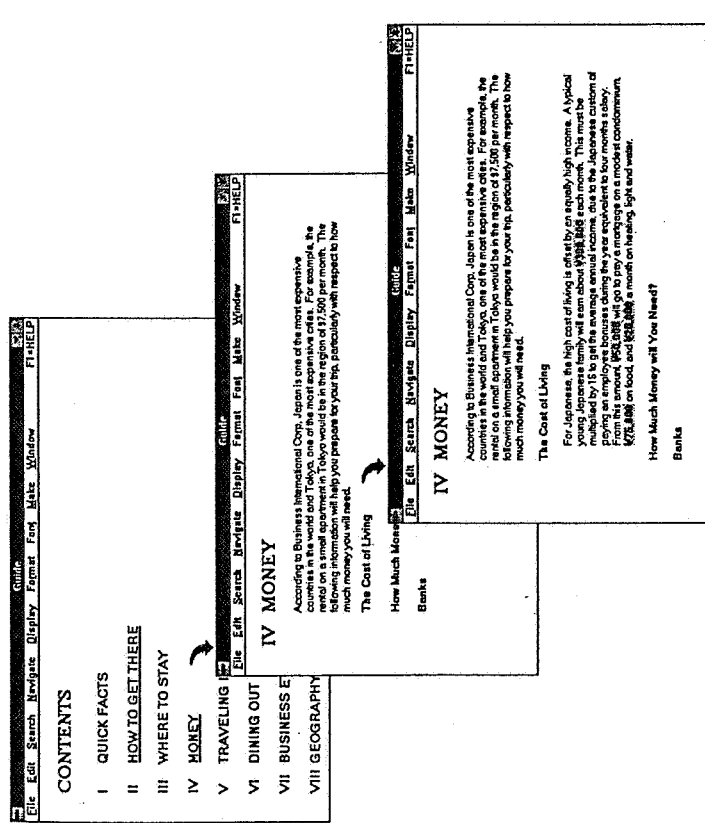 Guide
File Edit Search Navigate Display Format Font Make Window F1=HELP
CONTENTS
I QUICK FACTS
II HOW TO GET THERE
III WHERE TO STAY
IV MONEY
V TRAVELING
VI DINING OUT
VII BUSINESS ET
VIII GEOGRAPHY
Guide
File Edit Search Navigate Display Format Font Make Window F1=HELP
IV MONEY
According to Business International Corp, Japan is one of the most expensive
countries in the world and Tokyo, one of the most expensive cities. For example, the
rental on a small apartment in Tokyo would be in the region of $7,500 per month. The
following information will help you prepare for your trip, particularly with respect to how
much money you will need.
The Cost of Living
How Much Mone
Banks
Guide
File Edit Search Navigate Display Format Font Make Window F1=HELP
IV MONEY
According to Business International Corp, Japan is one of the most expensive
countries in the world and Tokyo, one of the most expensive cities. For example, the
rental on a small apartment in Tokyo would be in the region of $7,500 per month. The
following information will help you prepare for your trip, particularly with respect to how
much money you will need.
The Cost of Living
For Japanese, the high cost of living is offset by an equally high income. A typical
young Japanese family will earn about each month. This must be
multiplied by 15 to get the average annual income, due to the Japanese custom of
paying an employee bonuses during the year equivalent to four months salary.
From this amount, will go to pay a mortgage on a modest condominium,
on food, and a month on heating, light and water.
How Much Money will You Need?
Banks